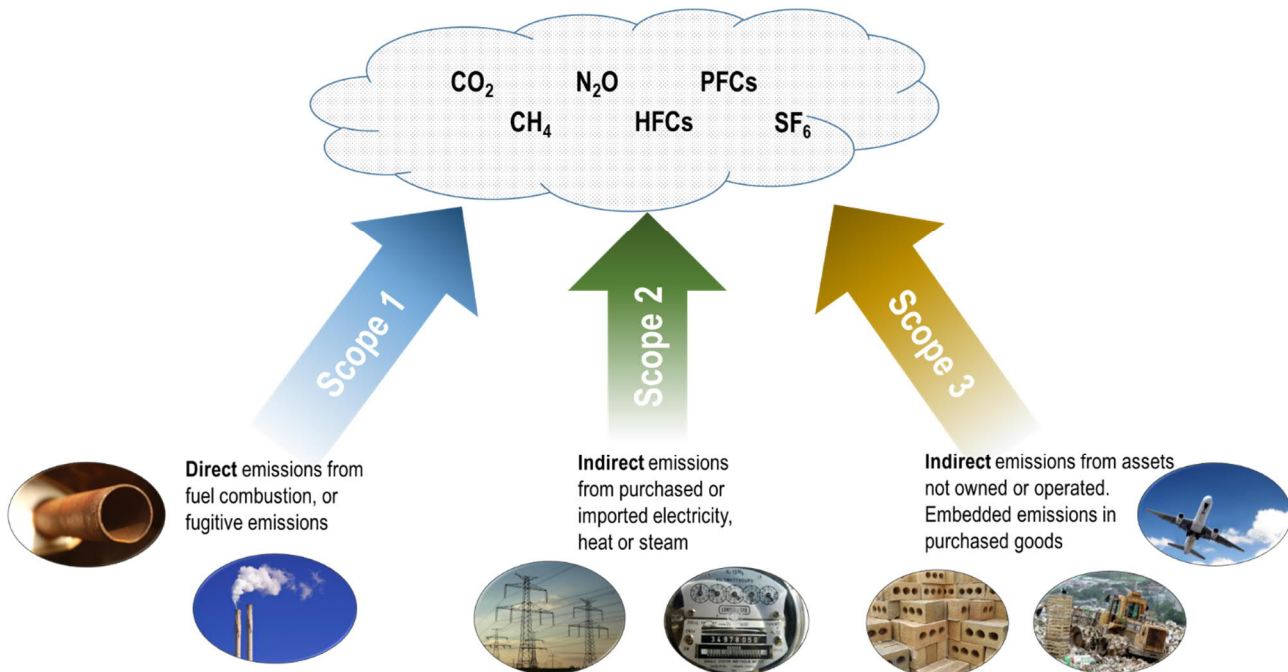 CO₂ N₂O PFCs
CH₄ HFCs SF₆
Scope 1
Scope 2
Scope 3
Direct emissions from
fuel combustion, or
fugitive emissions
Indirect emissions
from purchased or
imported electricity,
heat or steam
Indirect emissions from assets
not owned or operated.
Embedded emissions in
purchased goods